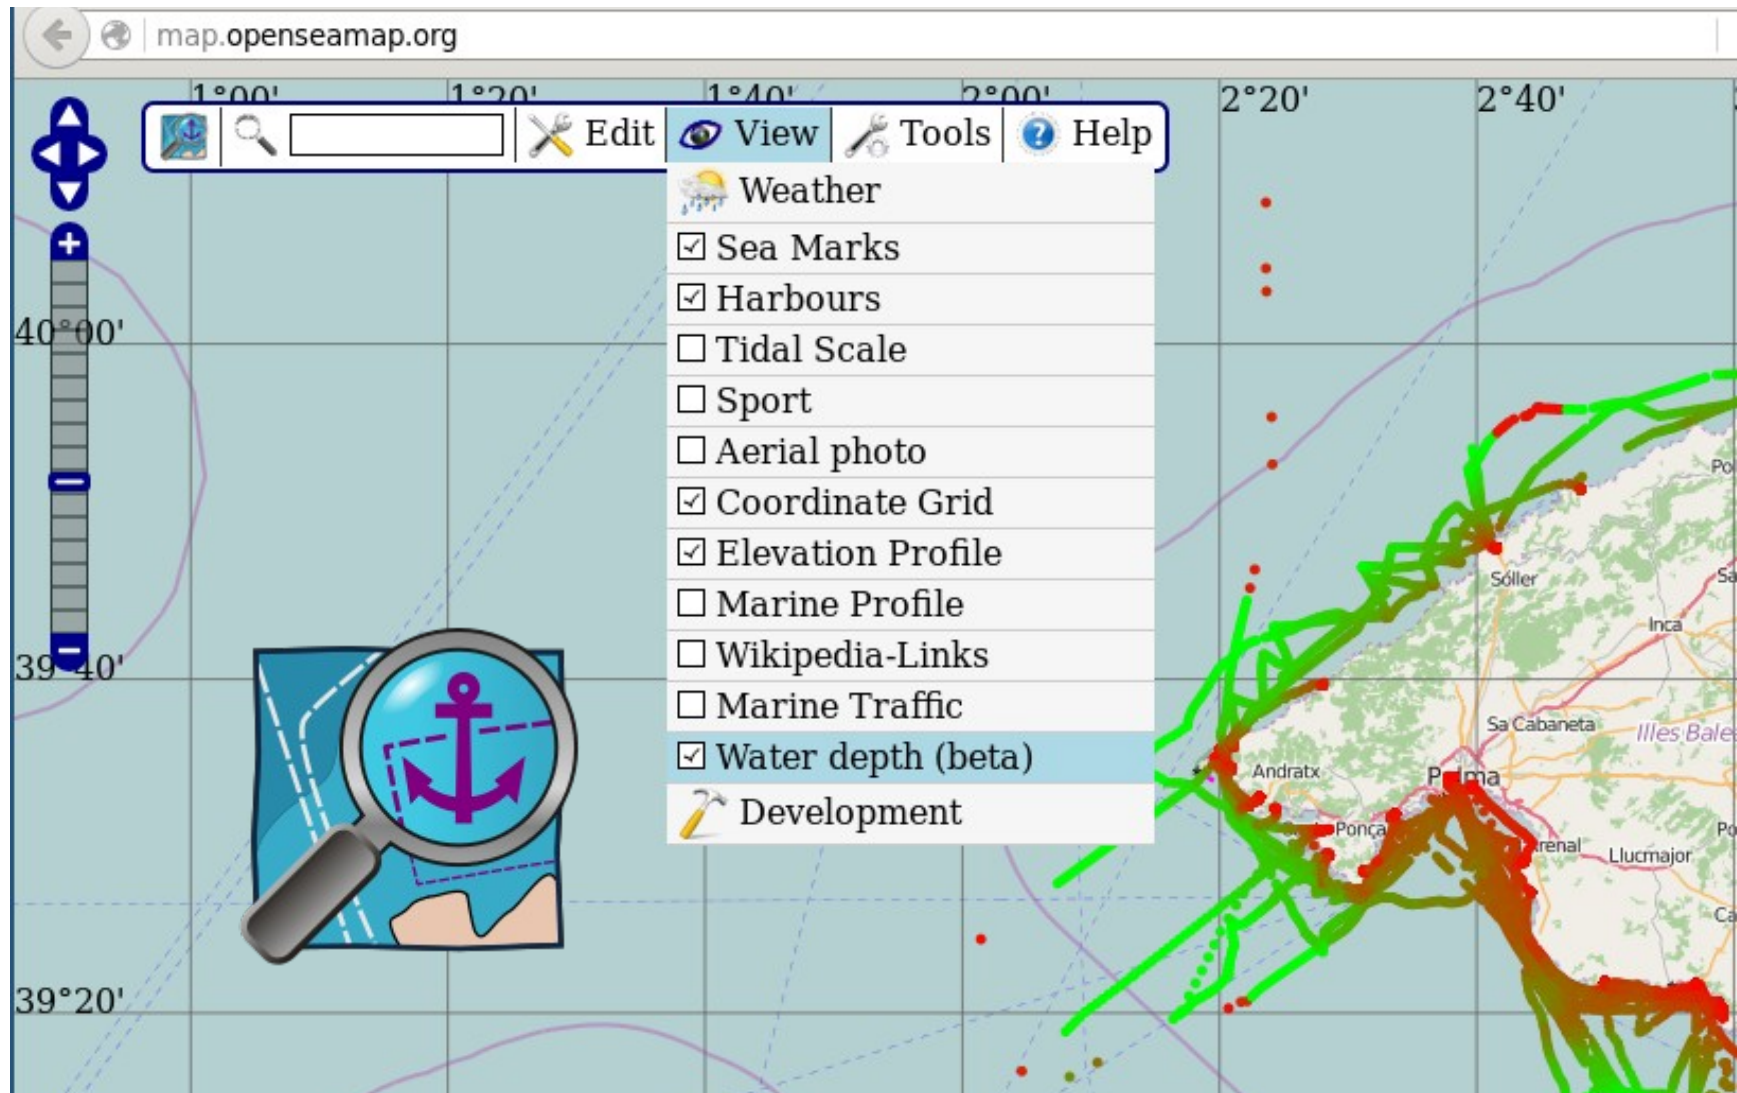 map.openseamap.org
1°00' 1°20' 1°40' 2°00' 2°20' 2°40'
Edit View Tools Help
Weather
Sea Marks
Harbours
40°00'
Tidal Scale
Sport
Aerial photo
Coordinate Grid
Elevation Profile
Sóller
Marine Profile
Inca
Wikipedia-Links
39°40'
Marine Traffic
Sa Cabaneta
Water depth (beta)
Andratx
Palma
Development
Ponça
Llucmajor
39°20'